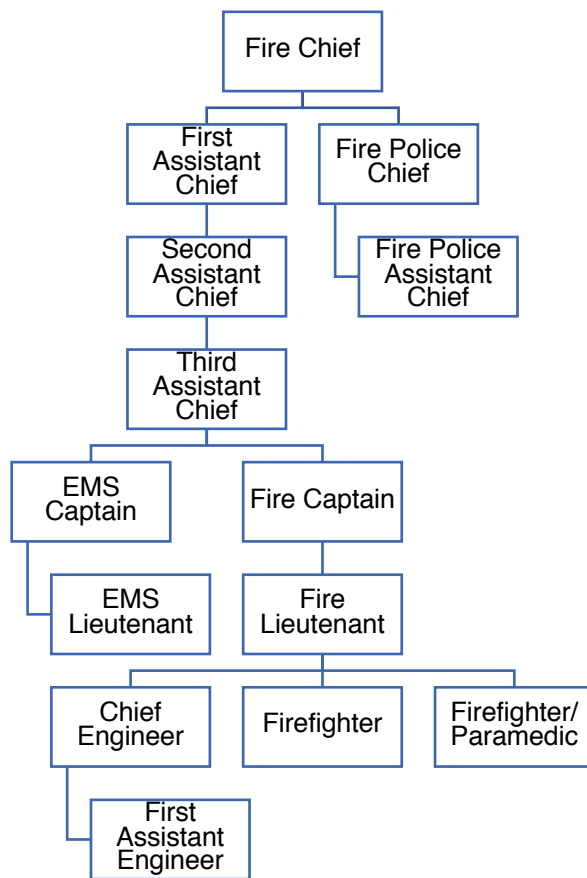 Fire Chief
First
Assistant
Chief
Fire Police
Chief
Second
Assistant
Chief
Fire Police
Assistant
Chief
Third
Assistant
Chief
EMS
Captain
Fire Captain
EMS
Lieutenant
Fire
Lieutenant
Chief
Engineer
Firefighter
Firefighter/
Paramedic
First
Assistant
Engineer